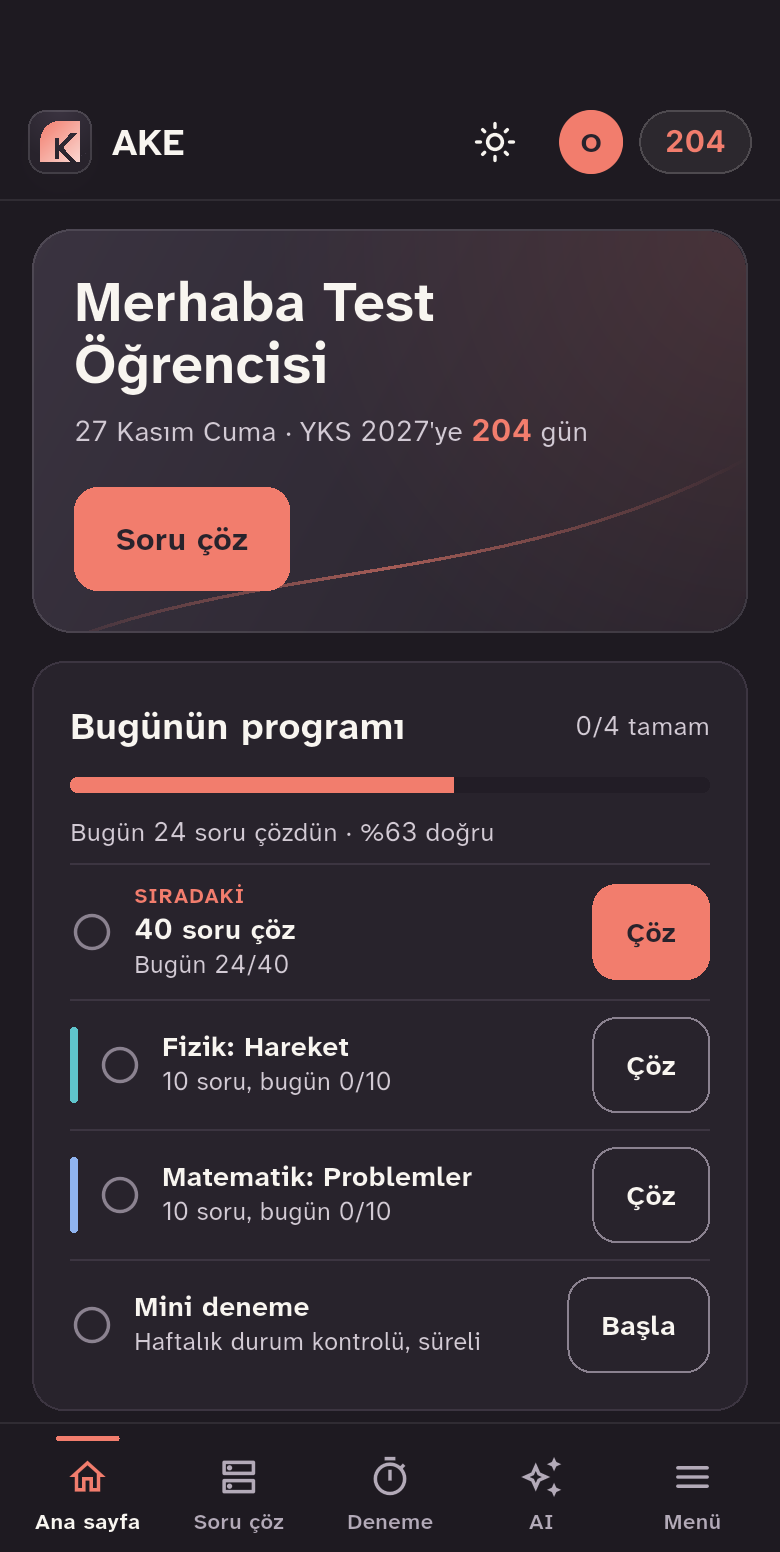 K
AKE
O
204
Merhaba Test
Öğrencisi
27 Kasım Cuma · YKS 2027'ye 204 gün
Soru çöz
Bugünün programı
0/4 tamam
Bugün 24 soru çözdün · %63 doğru
SIRADAKİ
40 soru çöz
Bugün 24/40
Çöz
Fizik: Hareket
10 soru, bugün 0/10
Çöz
Matematik: Problemler
10 soru, bugün 0/10
Çöz
Mini deneme
Haftalık durum kontrolü, süreli
Başla
Ana sayfa
Soru çöz
Deneme
AI
Menü